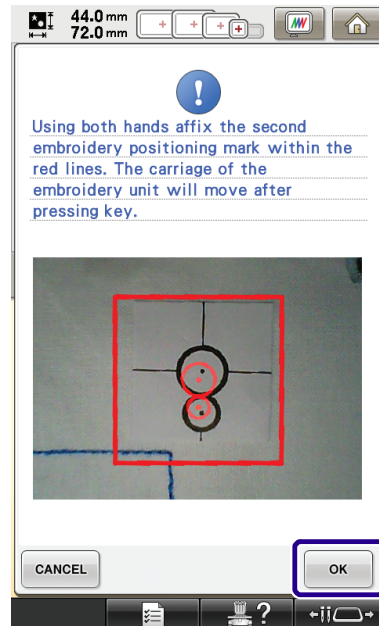 44.0 mm
72.0 mm
Using both hands affix the second
embroidery positioning mark within the
red lines. The carriage of the
embroidery unit will move after
pressing key.
CANCEL
OK
?